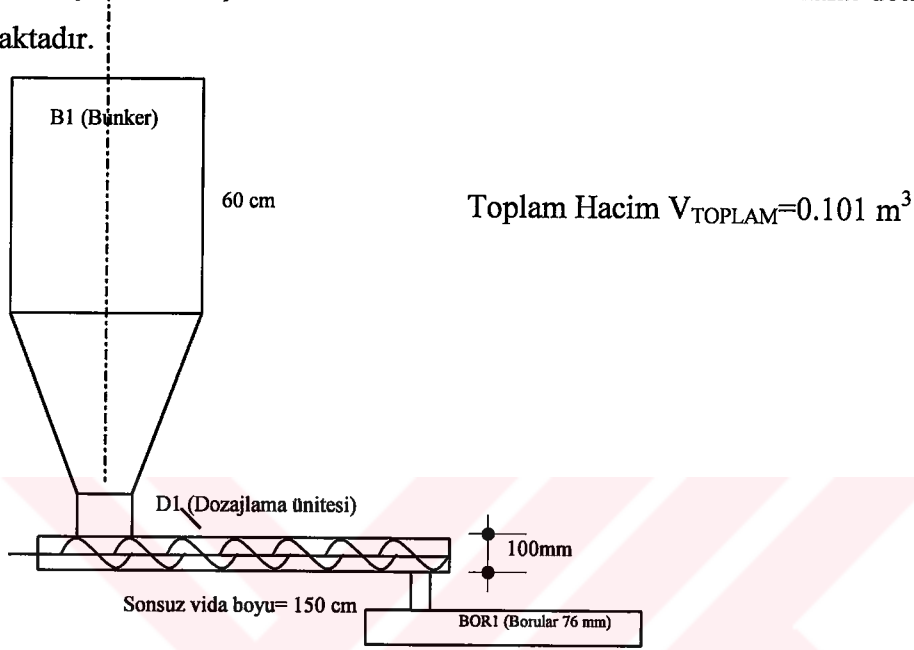 aktadır.
B1 (Bunker)
60 cm
Toplam Hacim VTOPLAM=0.101 m³
D1 (Dozajlama ünitesi)
100mm
Sonsuz vida boyu= 150 cm
BOR1 (Borular 76 mm)